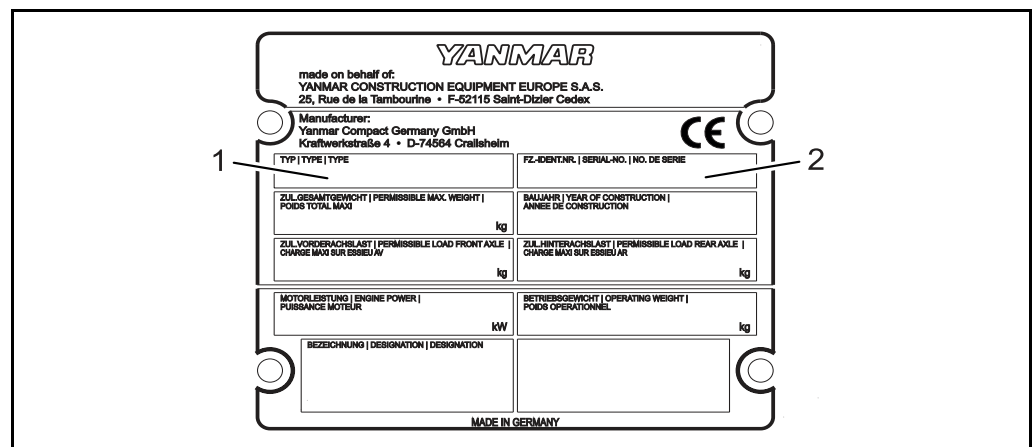 YANMAR
made on behalf of:
YANMAR CONSTRUCTION EQUIPMENT EUROPE S.A.S.
25, Rue de la Tambourine • F-52115 Saint-Dizier Cedex
Manufacturer:
Yanmar Compact Germany GmbH
Kraftwerkstraße 4 • D-74564 Crailsheim
CE
1
TYP | TYPE | TYPE
FZ.-IDENT.NR. | SERIAL-NO. | NO. DE SERIE
2
ZUL.GESAMTGEWICHT | PERMISSIBLE MAX. WEIGHT |
POIDS TOTAL MAXI
kg
BAUJAHR | YEAR OF CONSTRUCTION |
ANNEE DE CONSTRUCTION
ZUL.VORDERACHSLAST | PERMISSIBLE LOAD FRONT AXLE |
CHARGE MAXI SUR ESSIEU AV
kg
ZUL.HINTERACHSLAST | PERMISSIBLE LOAD REAR AXLE |
CHARGE MAXI SUR ESSIEU AR
kg
MOTORLEISTUNG | ENGINE POWER |
PUISSANCE MOTEUR
kW
BETRIEBSGEWICHT | OPERATING WEIGHT |
POIDS OPERATIONNEL
kg
BEZEICHNUNG | DESIGNATION | DESIGNATION
MADE IN GERMANY